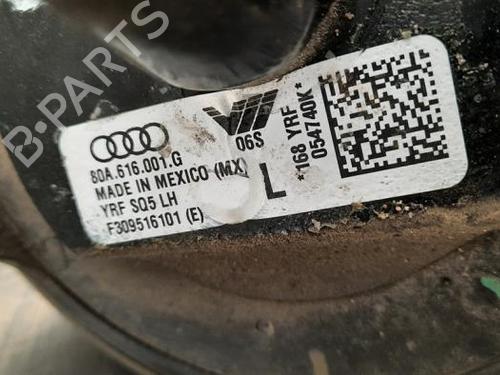 B-Parts
80A.616.001.G
MADE IN MEXICO (MX)
YRF SQ5 LH
F309516101 (E)
06S
L
*168 YRF
054740K*